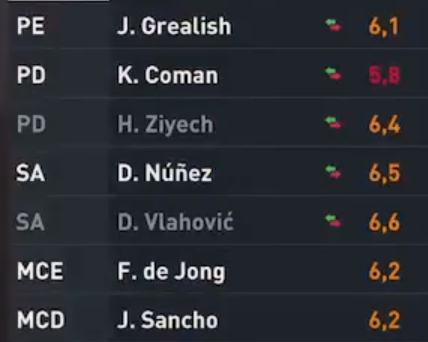 PE J. Grealish 6,1
PD K. Coman 5,8
PD H. Ziyech 6,4
SA D. Núñez 6,5
SA D. Vlahović 6,6
MCE F. de Jong 6,2
MCD J. Sancho 6,2